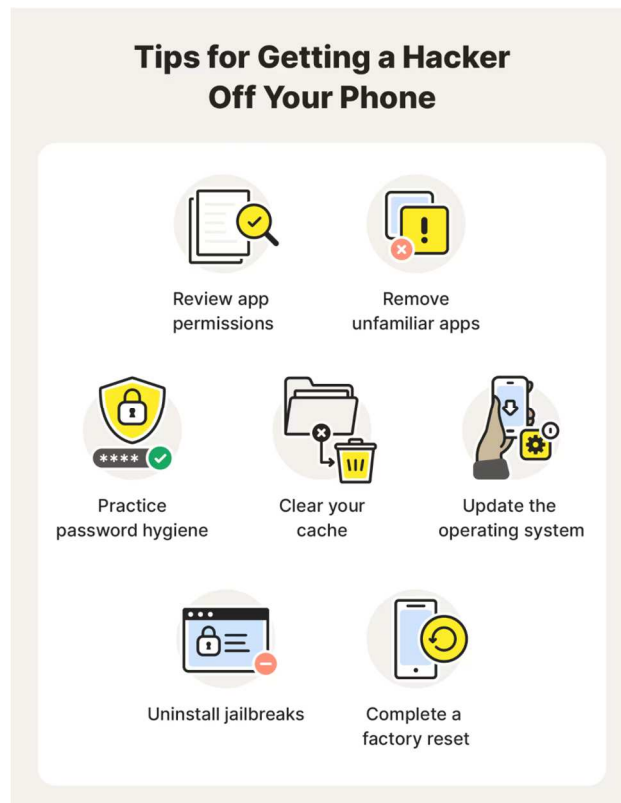 Tips for Getting a Hacker
Off Your Phone
Review app
permissions
Remove
unfamiliar apps
****
Practice
password hygiene
Clear your
cache
Update the
operating system
Uninstall jailbreaks
Complete a
factory reset